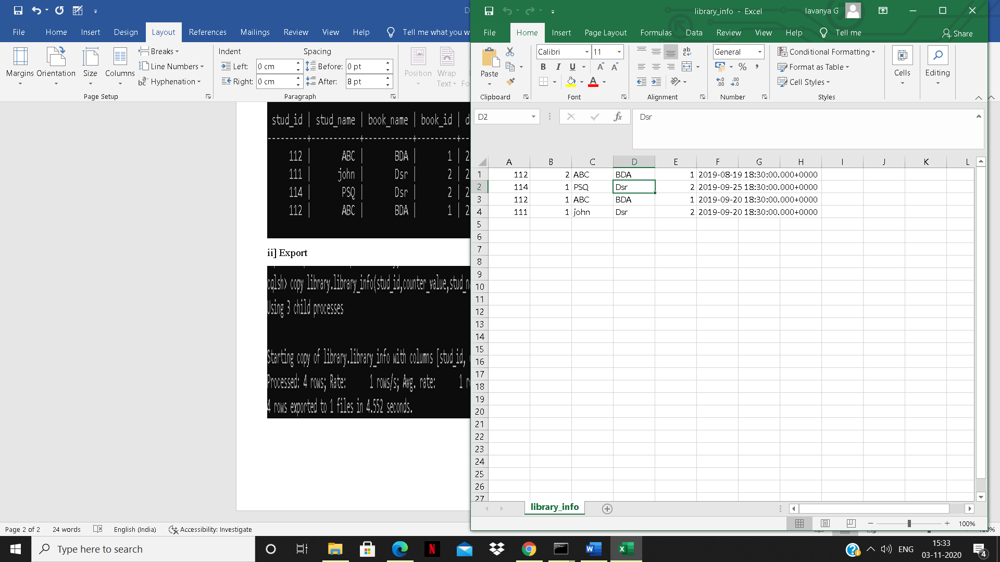 File Home Insert Design Layout References Mailings Review View Help Tell me what you w
Margins Orientation Size Columns
Breaks
Line Numbers
Hyphenation
Page Setup
Indent Spacing
Left: 0 cm Before: 0 pt
Right: 0 cm After: 8 pt
Paragraph
Position Wrap
Text
stud_id | stud_name | book_name | book_id | d
112 | ABC | BDA | 1 | 2
111 | john | Dsr | 2 | 2
114 | PSQ | Dsr | 2 | 2
112 | ABC | BDA | 1 | 2
ii] Export
cqlsh> copy library.library_info(stud_id,counter_value,stud_n
Using 3 child processes
Starting copy of library.library_info with columns [stud_id,
Processed: 4 rows; Rate: 1 rows/s; Avg. rate: 1 r
4 rows exported to 1 files in 4.552 seconds.
Page 2 of 2 24 words English (India) Accessibility: Investigate
library_info - Excel lavanya G
File Home Insert Page Layout Formulas Data Review View Help Tell me Share
Paste
Clipboard
Calibri 11
B I U
Font
ab
Alignment
General
% ,
Number
Conditional Formatting
Format as Table
Cell Styles
Styles
Cells
Editing
D2 fx Dsr
A B C D E F G H I J K L
1 112 2 ABC BDA 1 2019-08-19 18:30:00.000+0000
2 114 1 PSQ Dsr 2 2019-09-25 18:30:00.000+0000
3 112 1 ABC BDA 1 2019-09-20 18:30:00.000+0000
4 111 1 john Dsr 2 2019-09-20 18:30:00.000+0000
5
6
7
8
9
10
11
12
13
14
15
16
17
18
19
20
21
22
23
24
25
26
27
library_info
100%
Type here to search
ENG
15:33
03-11-2020
4